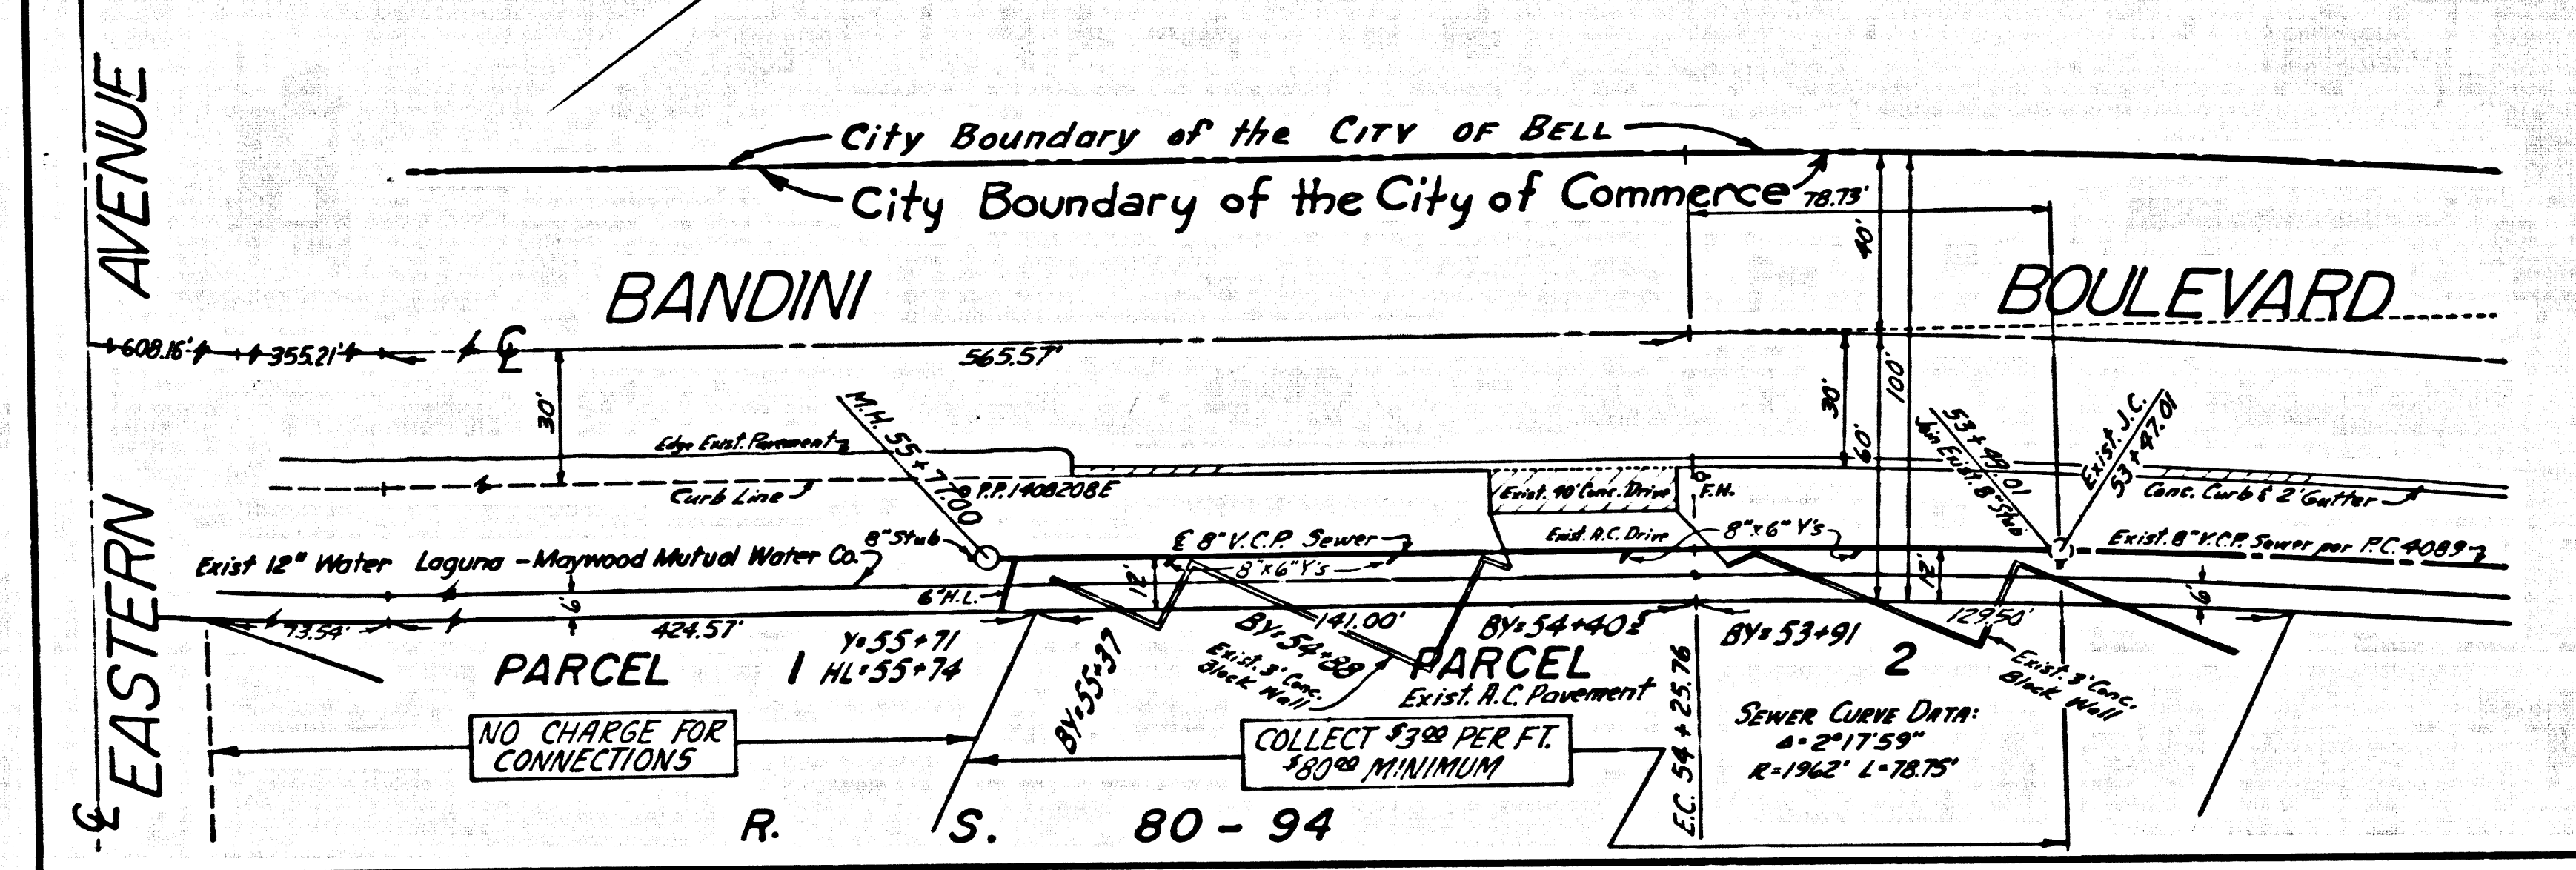 EASTERN AVENUE
℄
City Boundary of the CITY OF BELL
City Boundary of the City of Commerce
78.73'
40'
BANDINI BOULEVARD
608.16'
355.21'
℄
565.57'
30'
30'
60'
100'
M.H. 55+77.00
Edge Exist. Pavement
Curb Line
P.P. 1408208E
Exist. 40' Conc. Drive
F.H.
53+49.01
Join Exist. 8" Stub
Exist. J.C.
53+47.01
Conc. Curb & 2' Gutter
Exist 12" Water Laguna-Maywood Mutual Water Co.
8" Stub
℄ 8" V.C.P. Sewer
Exist. A.C. Drive
8"x6" Y's
8"x6" Y's
Exist. 8" V.C.P. Sewer per P.C. 4089
6'
6" H.L.
12'
12'
6'
93.54'
424.57'
141.00'
129.50'
Y=55+71
HL=55+74
BY=55+37
BY=54+88
BY=54+40±
BY=53+91
PARCEL 1
PARCEL 2
Exist. 3' Conc.
Block Wall
Exist. A.C. Pavement
Exist. 3' Conc.
Block Wall
E.C. 54+25.76
SEWER CURVE DATA:
Δ=2°17'59"
R=1962' L=78.75'
NO CHARGE FOR
CONNECTIONS
COLLECT $3.00 PER FT.
$80.00 MINIMUM
R. S. 80-94